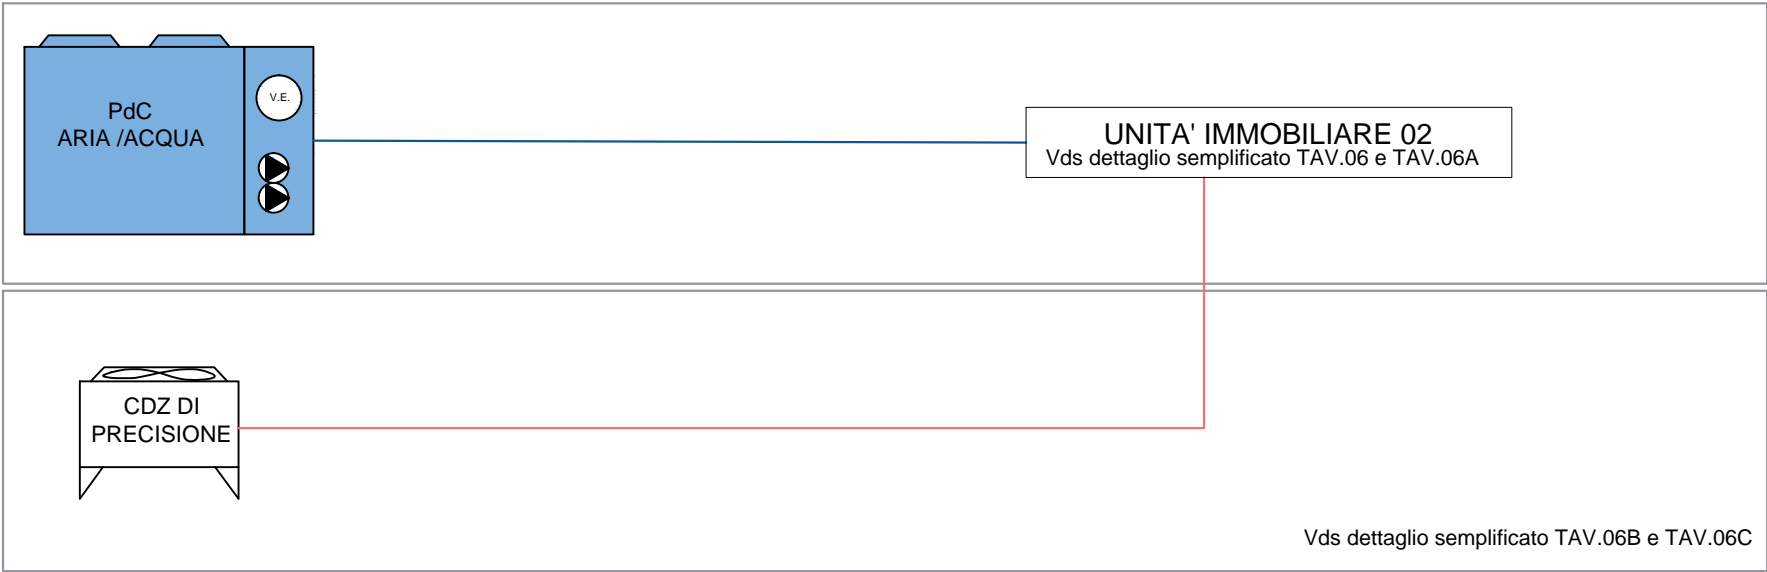 PdC
ARIA /ACQUA
V.E.
UNITA' IMMOBILIARE 02
Vds dettaglio semplificato TAV.06 e TAV.06A
CDZ DI
PRECISIONE
Vds dettaglio semplificato TAV.06B e TAV.06C